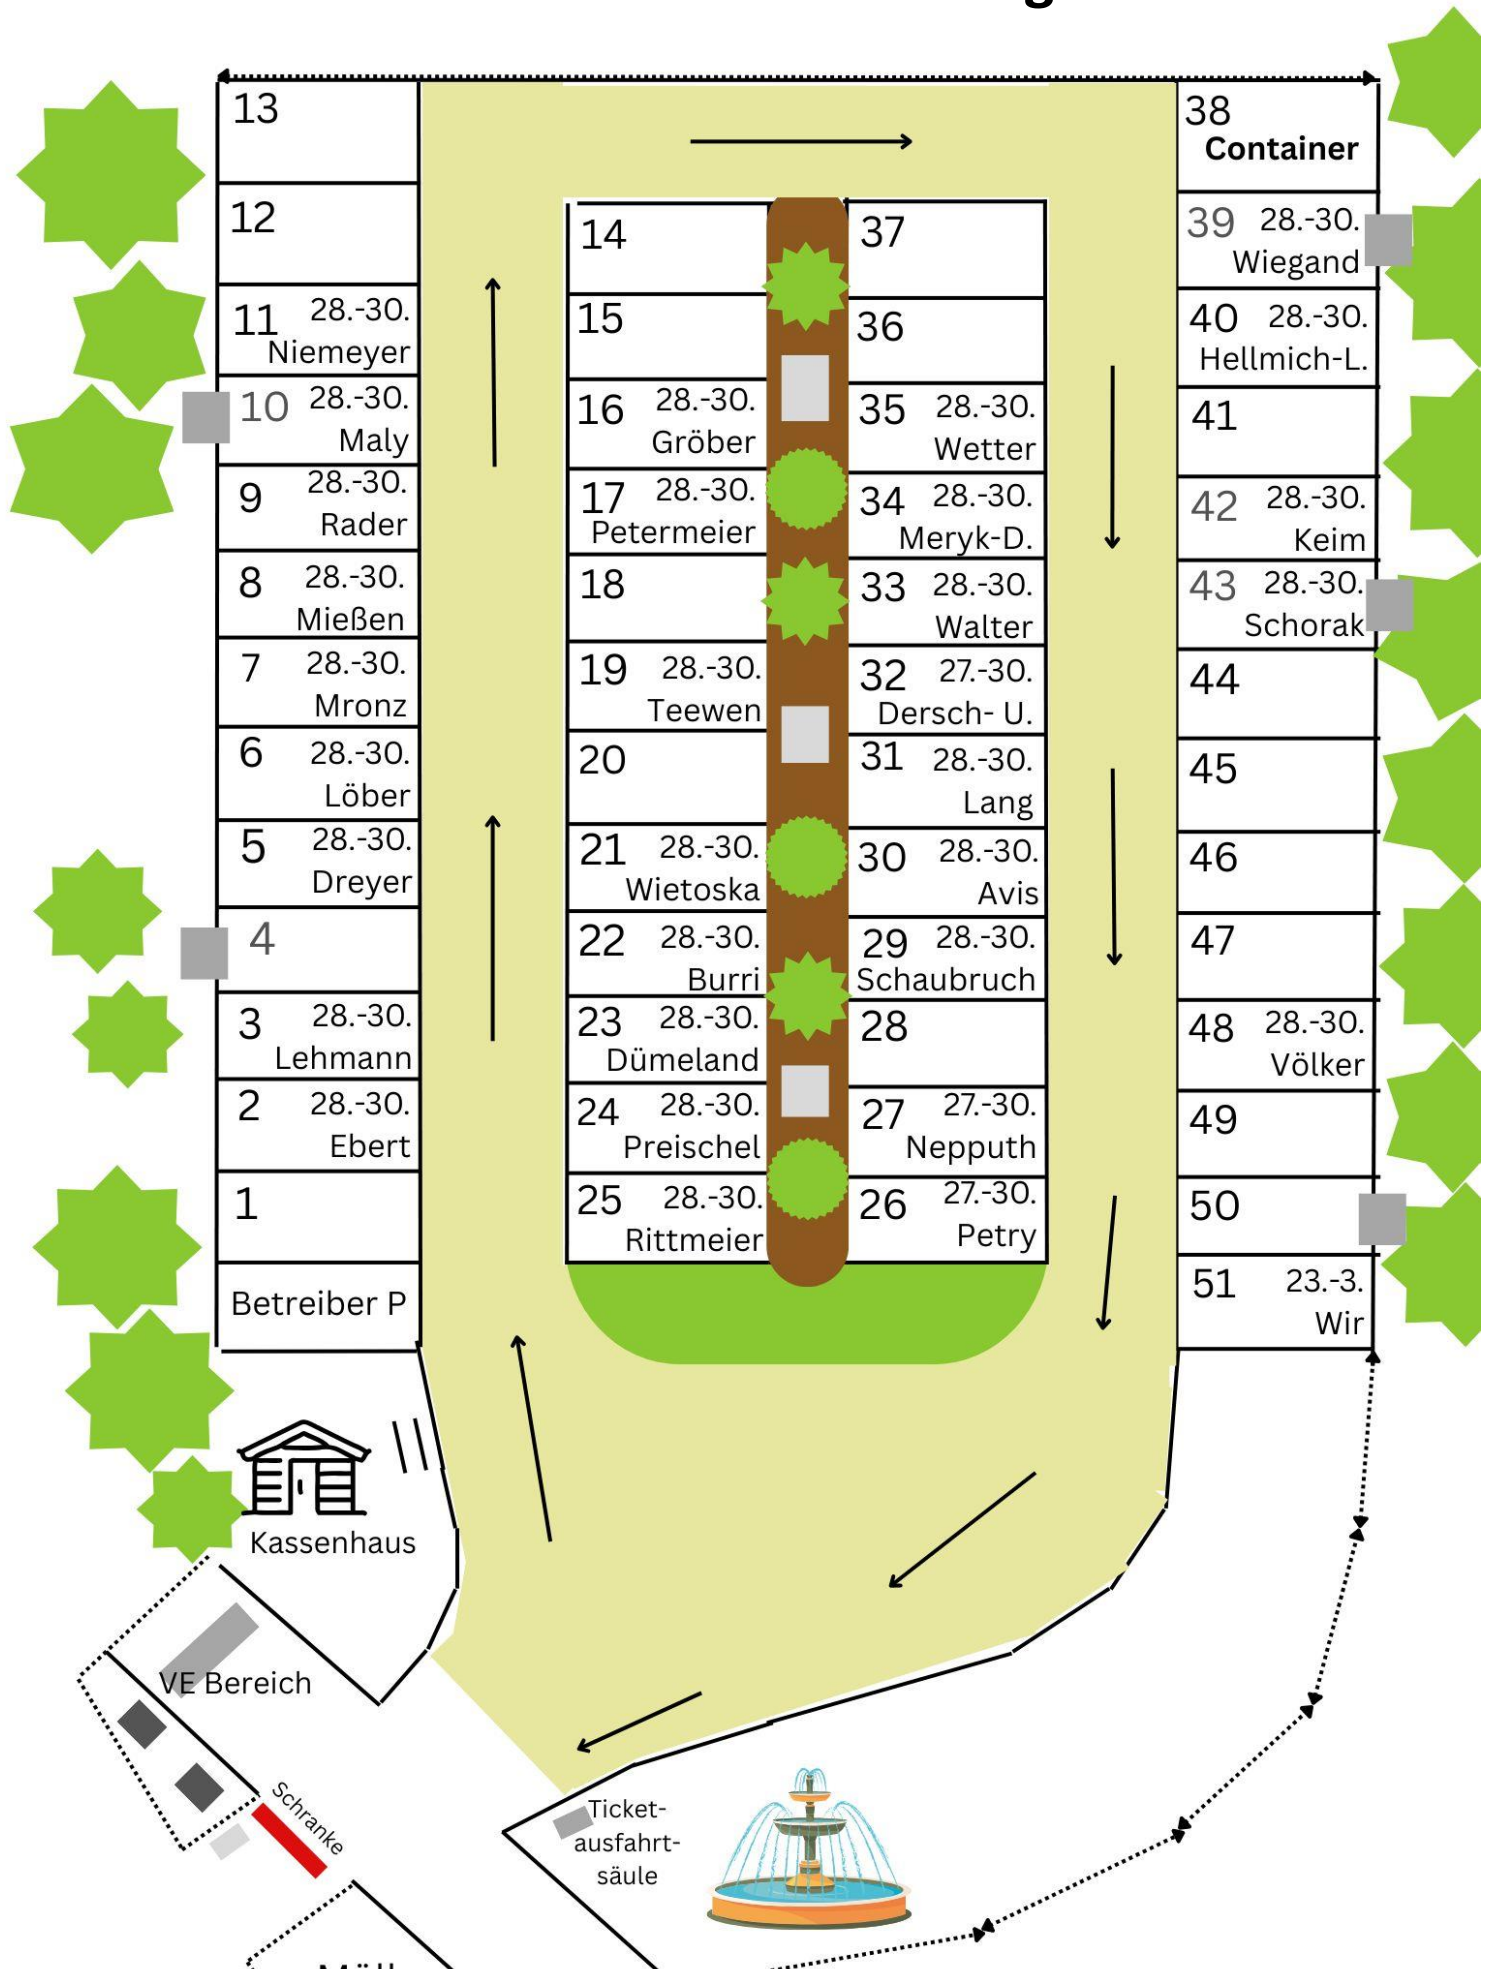 13
12
11 28.-30.
Niemeyer
10 28.-30.
Maly
9 28.-30.
Rader
8 28.-30.
Mießen
7 28.-30.
Mronz
6 28.-30.
Löber
5 28.-30.
Dreyer
4
3 28.-30.
Lehmann
2 28.-30.
Ebert
1
Betreiber P
14
15
16 28.-30.
Gröber
17 28.-30.
Petermeier
18
19 28.-30.
Teewen
20
21 28.-30.
Wietoska
22 28.-30.
Burri
23 28.-30.
Dümeland
24 28.-30.
Preischel
25 28.-30.
Rittmeier
37
36
35 28.-30.
Wetter
34 28.-30.
Meryk-D.
33 28.-30.
Walter
32 27.-30.
Dersch- U.
31 28.-30.
Lang
30 28.-30.
Avis
29 28.-30.
Schaubruch
28
27 27.-30.
Nepputh
26 27.-30.
Petry
38
Container
39 28.-30.
Wiegand
40 28.-30.
Hellmich-L.
41
42 28.-30.
Keim
43 28.-30.
Schorak
44
45
46
47
48 28.-30.
Völker
49
50
51 23.-3.
Wir
Kassenhaus
VE Bereich
Schranke
Ticket-
ausfahrt-
säule